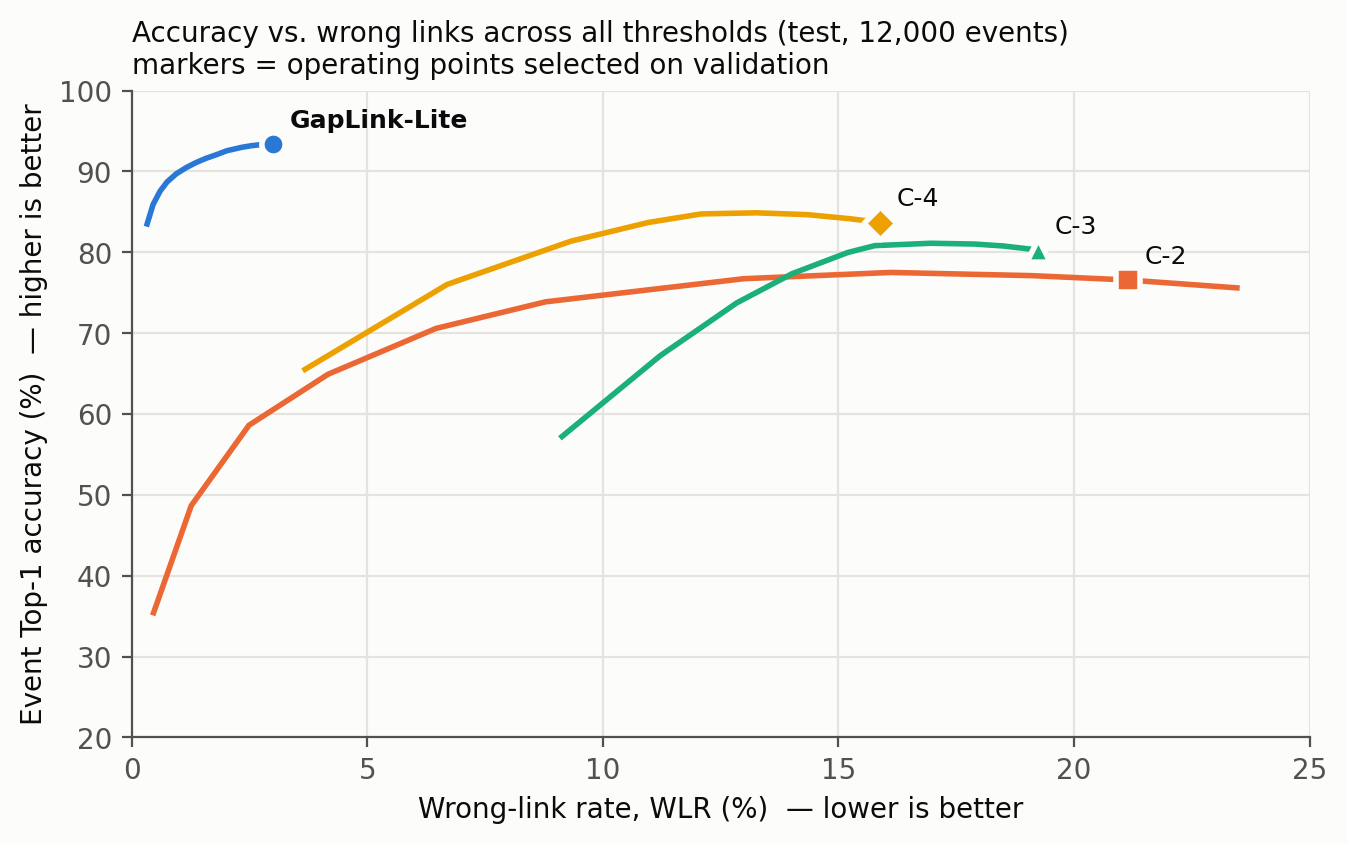 Accuracy vs. wrong links across all thresholds (test, 12,000 events)
markers = operating points selected on validation
Event Top-1 accuracy (%) — higher is better
100
90
80
70
60
50
40
30
20
GapLink-Lite
C-4
C-3
C-2
0 5 10 15 20 25
Wrong-link rate, WLR (%) — lower is better